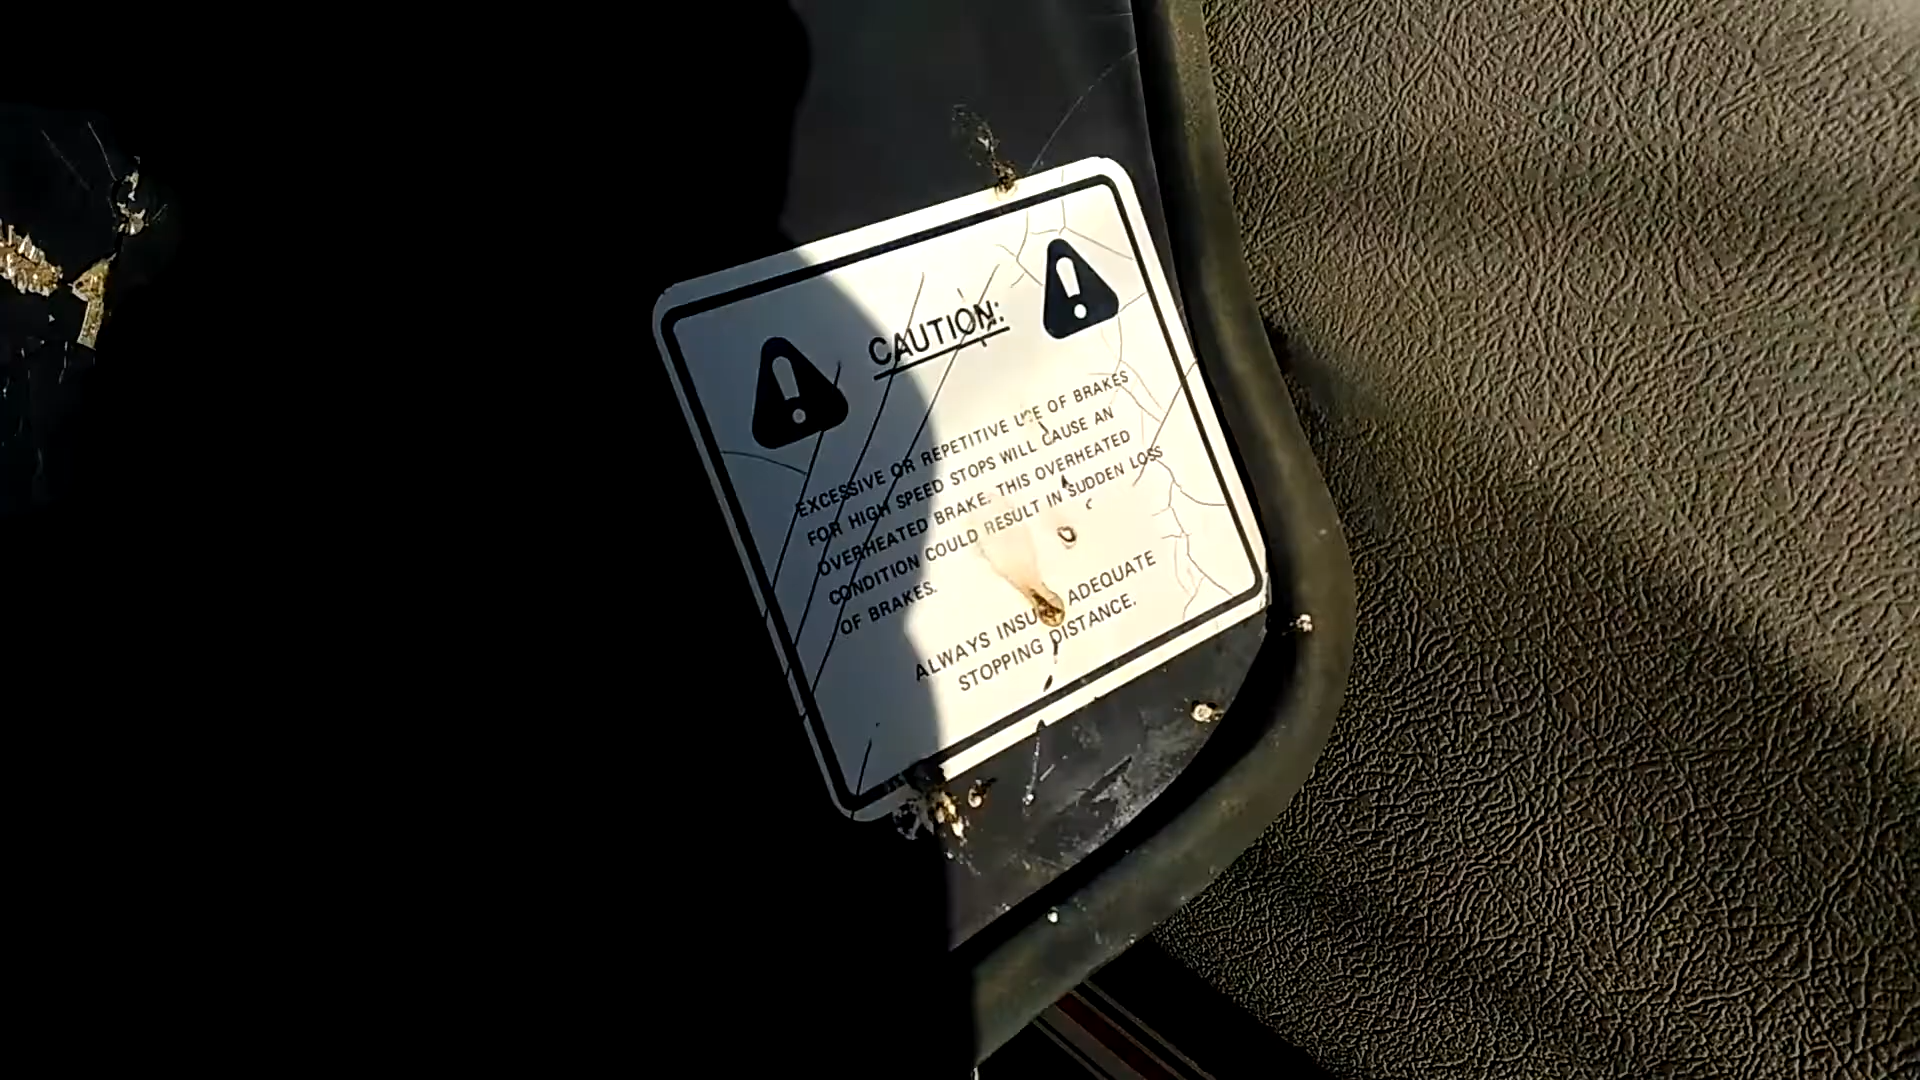 CAUTION:
EXCESSIVE OR REPETITIVE USE OF BRAKES
FOR HIGH SPEED STOPS WILL CAUSE AN
OVERHEATED BRAKE. THIS OVERHEATED
CONDITION COULD RESULT IN SUDDEN LOSS
OF BRAKES.
ALWAYS INSURE ADEQUATE
STOPPING DISTANCE.